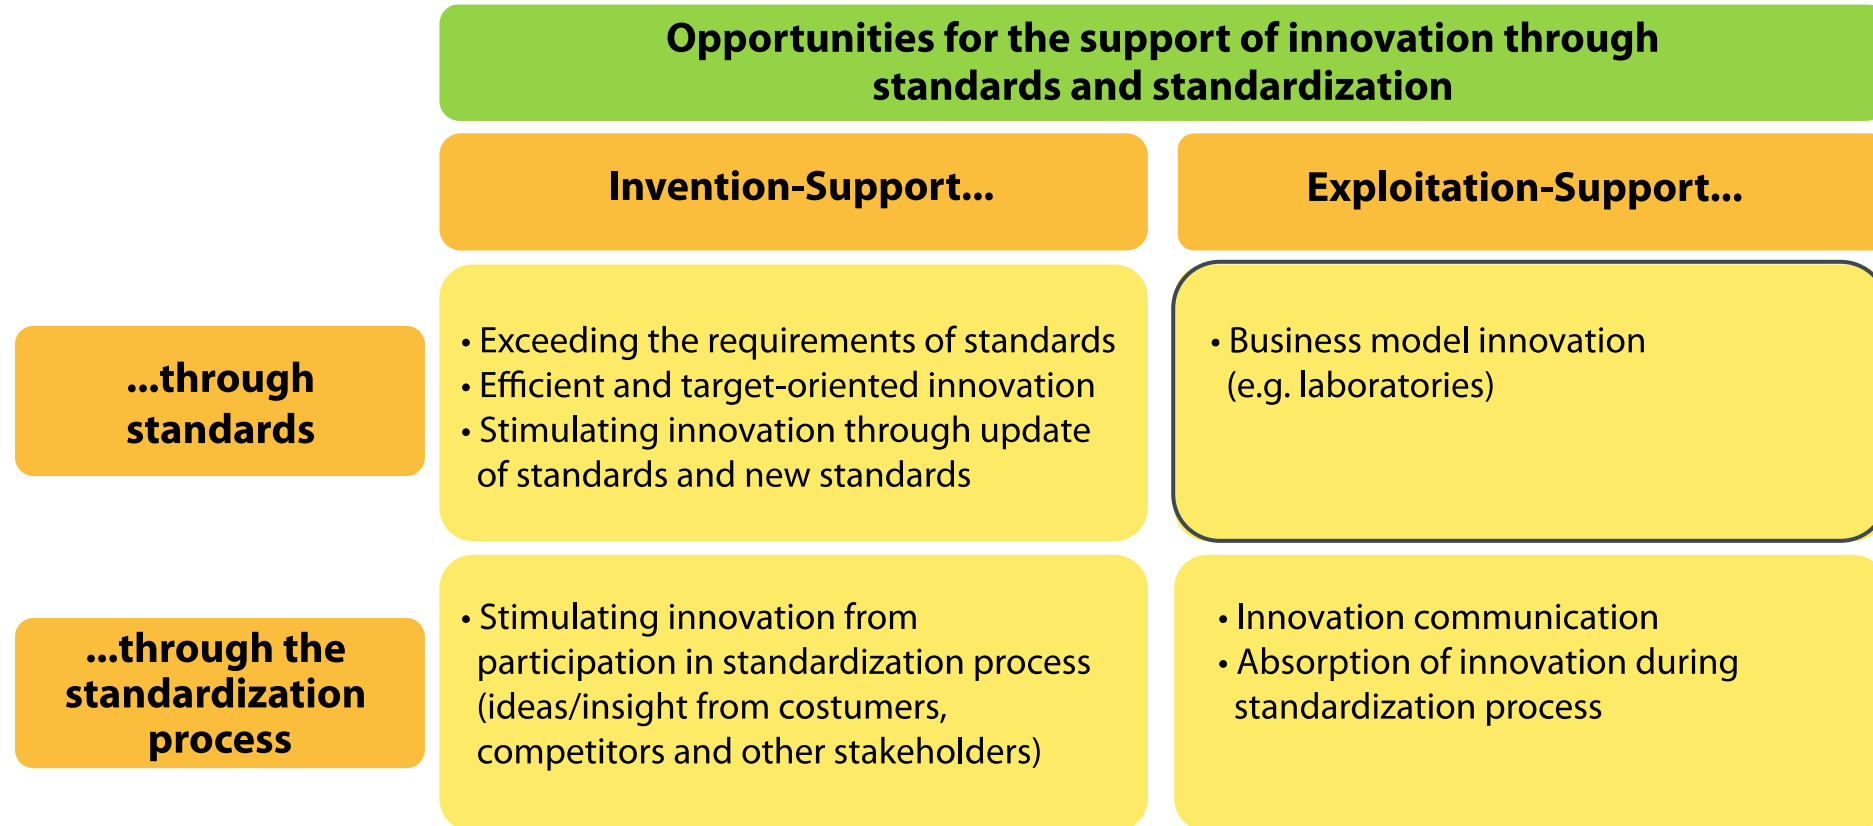 Opportunities for the support of innovation through
standards and standardization
Invention-Support...
Exploitation-Support...
...through
standards
• Exceeding the requirements of standards
• Efficient and target-oriented innovation
• Stimulating innovation through update
of standards and new standards
• Business model innovation
(e.g. laboratories)
...through the
standardization
process
• Stimulating innovation from
participation in standardization process
(ideas/insight from costumers,
competitors and other stakeholders)
• Innovation communication
• Absorption of innovation during
standardization process